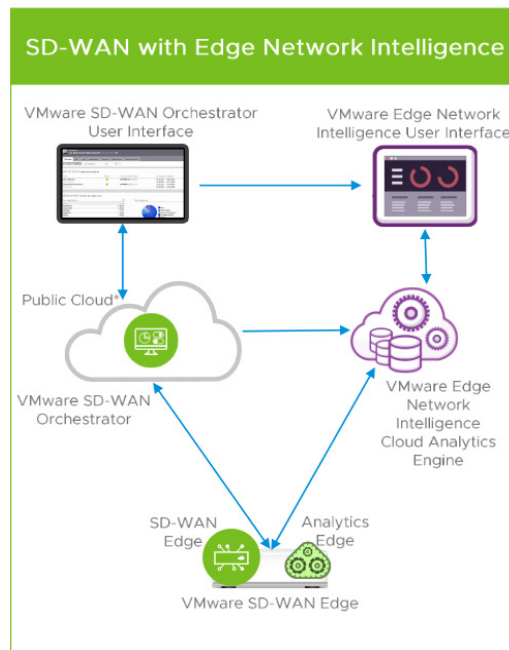 SD-WAN with Edge Network Intelligence
VMware SD-WAN Orchestrator
User Interface
VMware Edge Network
Intelligence User Interface
Public Cloud*
VMware SD-WAN
Orchestrator
VMware Edge
Network
Intelligence
Cloud Analytics
Engine
SD-WAN
Edge
Analytics
Edge
VMware SD-WAN Edge